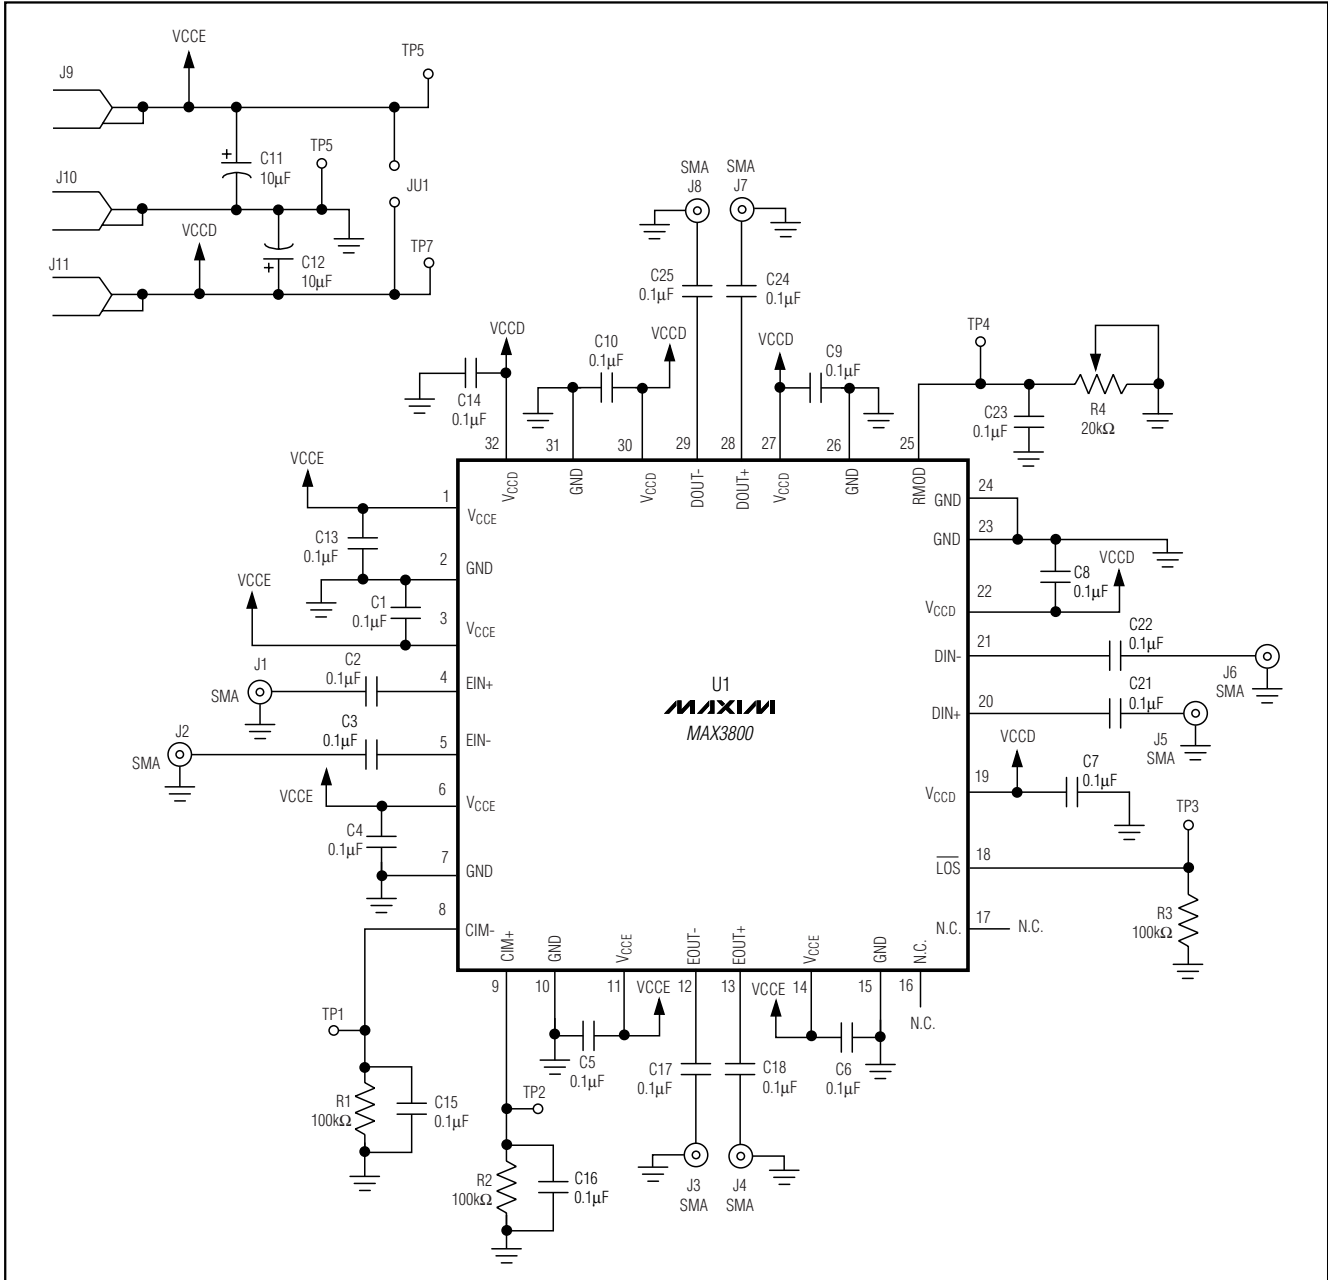 VCCE
TP5
J9
C11
10µF
TP5
J10
JU1
VCCD
TP7
J11
C12
10µF
SMA
J8
SMA
J7
C25
0.1µF
C24
0.1µF
VCCD
C14
0.1µF
C10
0.1µF
VCCD
VCCD
C9
0.1µF
TP4
C23
0.1µF
R4
20kΩ
32
31
30
29
28
27
26
25
VCCD
GND
VCCD
DOUT-
DOUT+
VCCD
GND
RMOD
VCCE
1
VCCE
C13
0.1µF
2
GND
VCCE
C1
0.1µF
3
VCCE
J1
SMA
C2
0.1µF
4
EIN+
J2
SMA
C3
0.1µF
5
EIN-
VCCE
6
VCCE
C4
0.1µF
7
GND
8
CIM-
U1
MAXIM
MAX3800
24
GND
23
GND
C8
0.1µF
VCCD
22
VCCD
C22
0.1µF
21
DIN-
J6
SMA
C21
0.1µF
20
DIN+
J5
SMA
VCCD
19
VCCD
C7
0.1µF
TP3
18
LOS
R3
100kΩ
17
N.C.
N.C.
CIM+
GND
VCCE
EOUT-
EOUT+
VCCE
GND
N.C.
9
10
11
12
13
14
15
16
N.C.
VCCE
VCCE
C5
0.1µF
C17
0.1µF
C18
0.1µF
C6
0.1µF
TP1
R1
100kΩ
C15
0.1µF
TP2
R2
100kΩ
C16
0.1µF
J3
SMA
J4
SMA